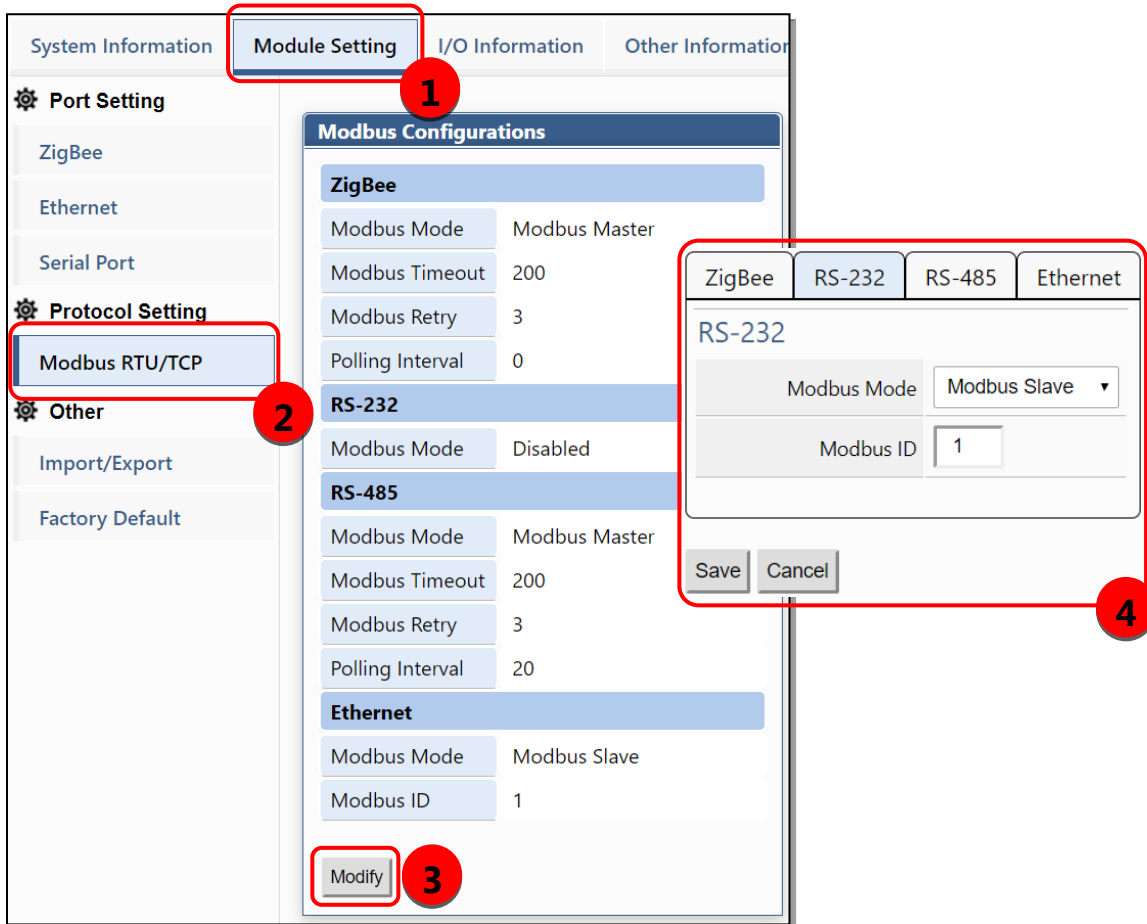 System Information Module Setting I/O Information Other Information
1
Port Setting
ZigBee
Ethernet
Serial Port
Protocol Setting
Modbus RTU/TCP
2
Other
Import/Export
Factory Default
Modbus Configurations
ZigBee
Modbus Mode Modbus Master
Modbus Timeout 200
Modbus Retry 3
Polling Interval 0
RS-232
Modbus Mode Disabled
RS-485
Modbus Mode Modbus Master
Modbus Timeout 200
Modbus Retry 3
Polling Interval 20
Ethernet
Modbus Mode Modbus Slave
Modbus ID 1
Modify 3
ZigBee RS-232 RS-485 Ethernet
RS-232
Modbus Mode Modbus Slave
Modbus ID 1
Save Cancel
4